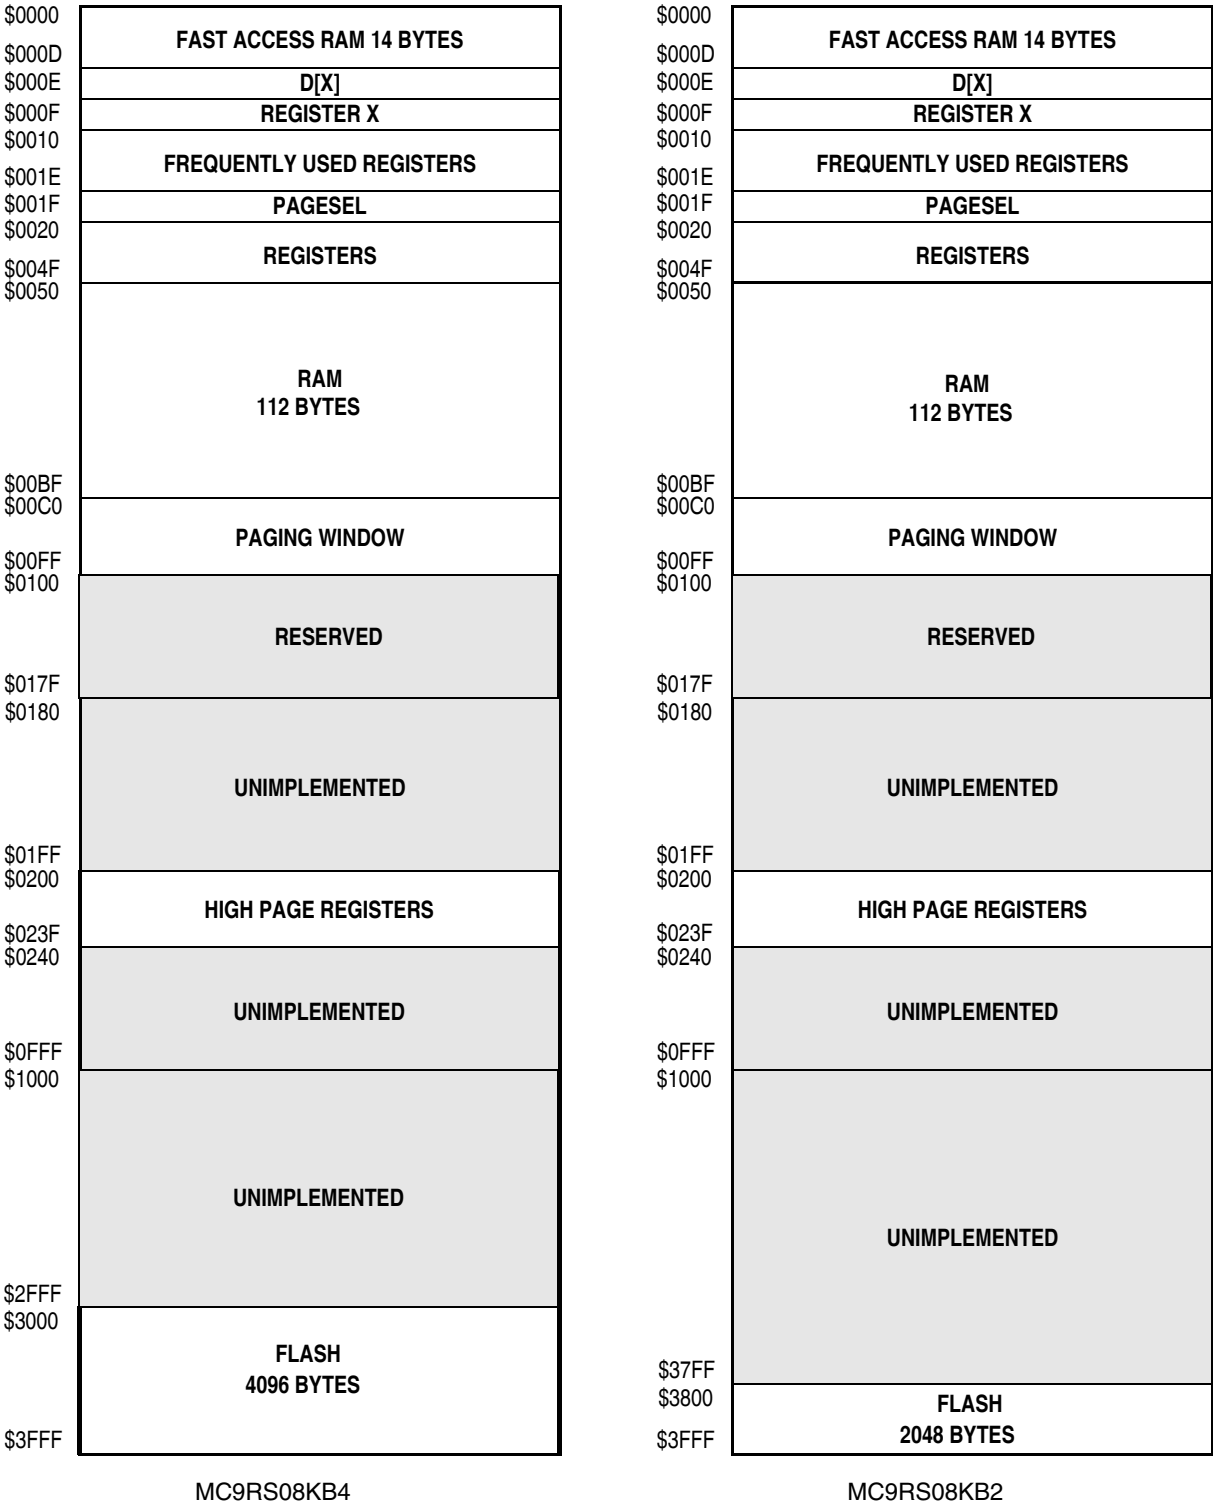 $0000
FAST ACCESS RAM 14 BYTES
$000D
$000E
D[X]
$000F
REGISTER X
$0010
FREQUENTLY USED REGISTERS
$001E
$001F
PAGESEL
$0020
REGISTERS
$004F
$0050
RAM
112 BYTES
$00BF
$00C0
PAGING WINDOW
$00FF
$0100
RESERVED
$017F
$0180
UNIMPLEMENTED
$01FF
$0200
HIGH PAGE REGISTERS
$023F
$0240
UNIMPLEMENTED
$0FFF
$1000
UNIMPLEMENTED
$2FFF
$3000
FLASH
4096 BYTES
$3FFF
MC9RS08KB4
$0000
FAST ACCESS RAM 14 BYTES
$000D
$000E
D[X]
$000F
REGISTER X
$0010
FREQUENTLY USED REGISTERS
$001E
$001F
PAGESEL
$0020
REGISTERS
$004F
$0050
RAM
112 BYTES
$00BF
$00C0
PAGING WINDOW
$00FF
$0100
RESERVED
$017F
$0180
UNIMPLEMENTED
$01FF
$0200
HIGH PAGE REGISTERS
$023F
$0240
UNIMPLEMENTED
$0FFF
$1000
UNIMPLEMENTED
$37FF
$3800
FLASH
2048 BYTES
$3FFF
MC9RS08KB2